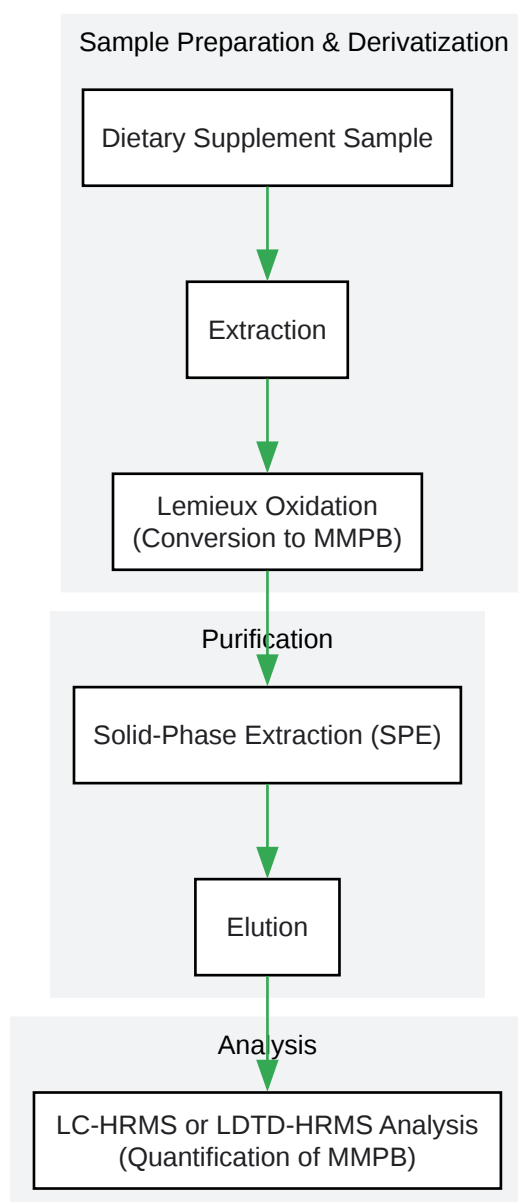 Sample Preparation & Derivatization
Dietary Supplement Sample
Extraction
Lemieux Oxidation
(Conversion to MMPB)
Purification
Solid-Phase Extraction (SPE)
Elution
Analysis
LC-HRMS or LDTD-HRMS Analysis
(Quantification of MMPB)